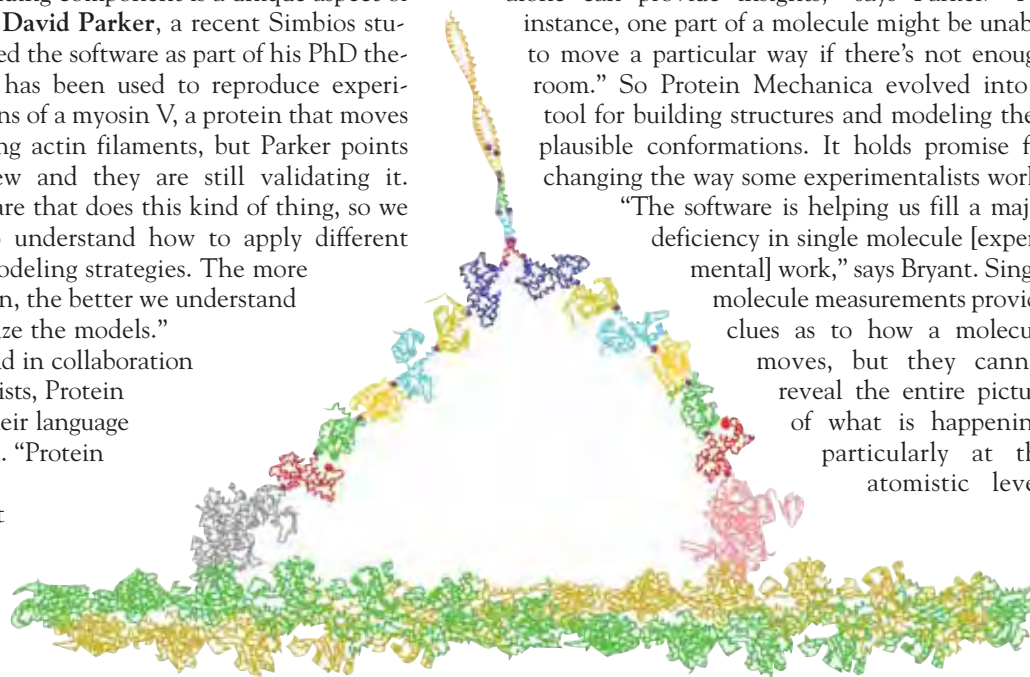 David Parker, a recent Simbios stu-
ed the software as part of his PhD the-
has been used to reproduce experi-
ns of a myosin V, a protein that moves
ng actin filaments, but Parker points
ew and they are still validating it.
are that does this kind of thing, so we
understand how to apply different
odeling strategies. The more
n, the better we understand
ize the models."
d in collaboration
ists, Protein
eir language
. "Protein
t
instance, one part of a molecule might be unab
to move a particular way if there's not enoug
room." So Protein Mechanica evolved into
tool for building structures and modeling the
plausible conformations. It holds promise f
changing the way some experimentalists work
"The software is helping us fill a maj
deficiency in single molecule [exper
mental] work," says Bryant. Sing
molecule measurements provid
clues as to how a molecu
moves, but they cann
reveal the entire pictu
of what is happenin
particularly at th
atomistic leve